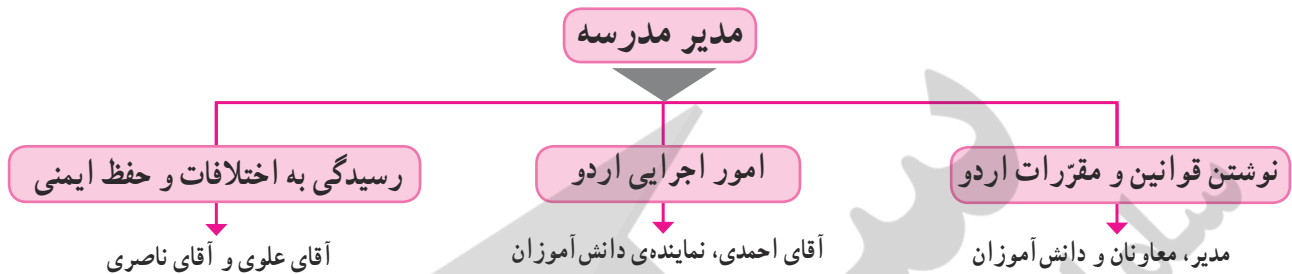 مدیر مدرسه
نوشتن قوانین و مقرّرات اردو
امور اجرایی اردو
رسیدگی به اختلافات و حفظ ایمنی
مدیر، معاونان و دانش‌آموزان
آقای احمدی، نماینده‌ی دانش‌آموزان
آقای علوی و آقای ناصری